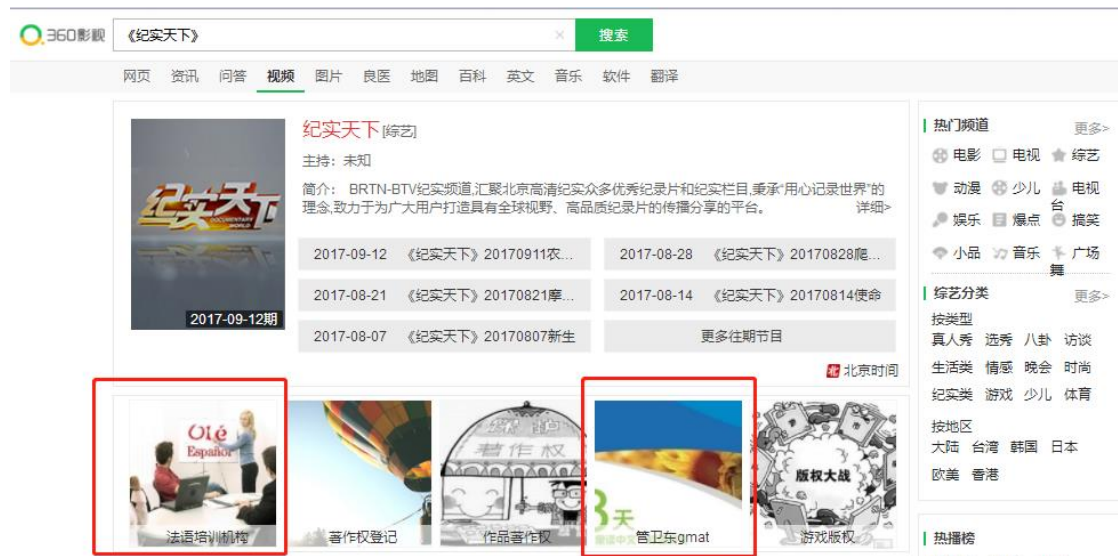 360影视
《纪实天下》
×
搜索
网页 资讯 问答 视频 图片 良医 地图 百科 英文 音乐 软件 翻译
纪实天下
DOCUMENTARY
WORLD
2017-09-12期
纪实天下[综艺]
主持：未知
简介： BRTN-BTV纪实频道,汇聚北京高清纪实众多优秀纪录片和纪实栏目,秉承“用心记录世界”的
理念,致力于为广大用户打造具有全球视野、高品质纪录片的传播分享的平台。 详细>
2017-09-12 《纪实天下》20170911农...
2017-08-28 《纪实天下》20170828爬...
2017-08-21 《纪实天下》20170821摩...
2017-08-14 《纪实天下》20170814使命
2017-08-07 《纪实天下》20170807新生
更多往期节目
北京时间
Olé
Español
法语培训机构
著作权登记
著作权
作品著作权
3天
管卫东gmat
版权大战
游戏版权
热门频道 更多>
电影 电视 综艺
动漫 少儿 电视
台
娱乐 爆点 搞笑
小品 音乐 广场
舞
综艺分类 更多>
按类型
真人秀 选秀 八卦 访谈
生活类 情感 晚会 时尚
纪实类 游戏 少儿 体育
按地区
大陆 台湾 韩国 日本
欧美 香港
热播榜